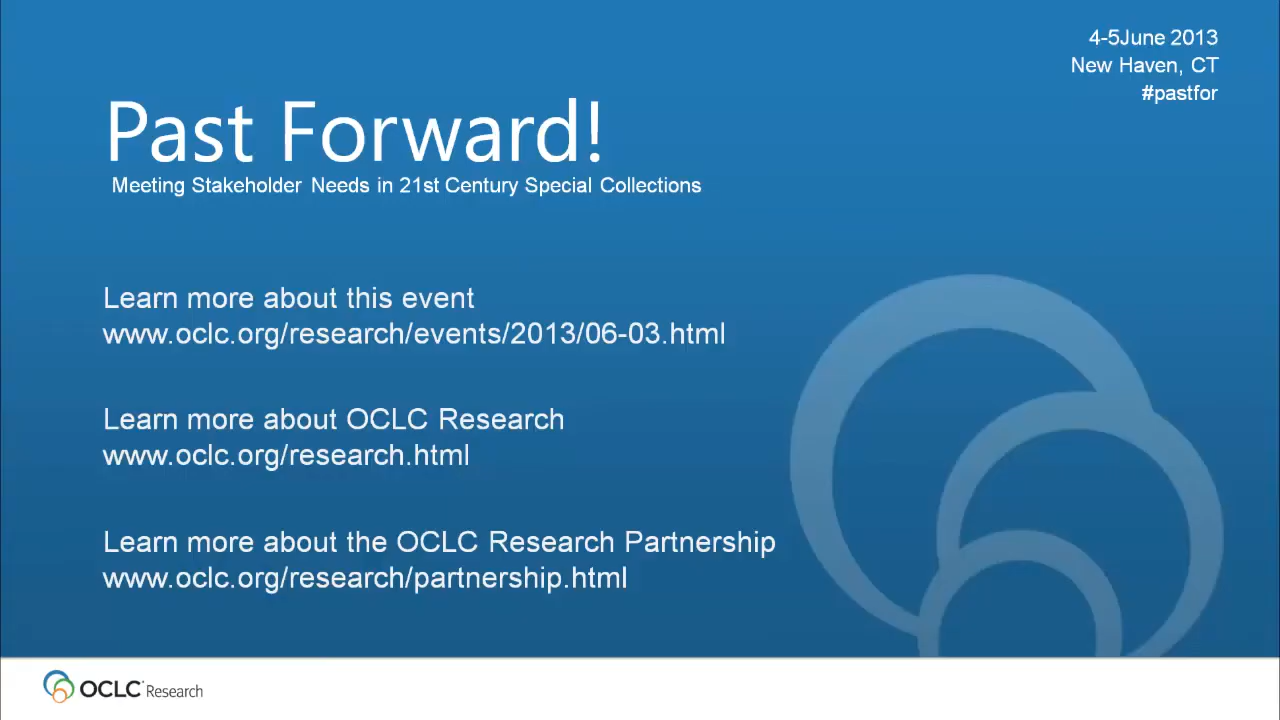 4-5June 2013
New Haven, CT
#pastfor
Past Forward!
Meeting Stakeholder Needs in 21st Century Special Collections
Learn more about this event
www.oclc.org/research/events/2013/06-03.html
Learn more about OCLC Research
www.oclc.org/research.html
Learn more about the OCLC Research Partnership
www.oclc.org/research/partnership.html
OCLC Research